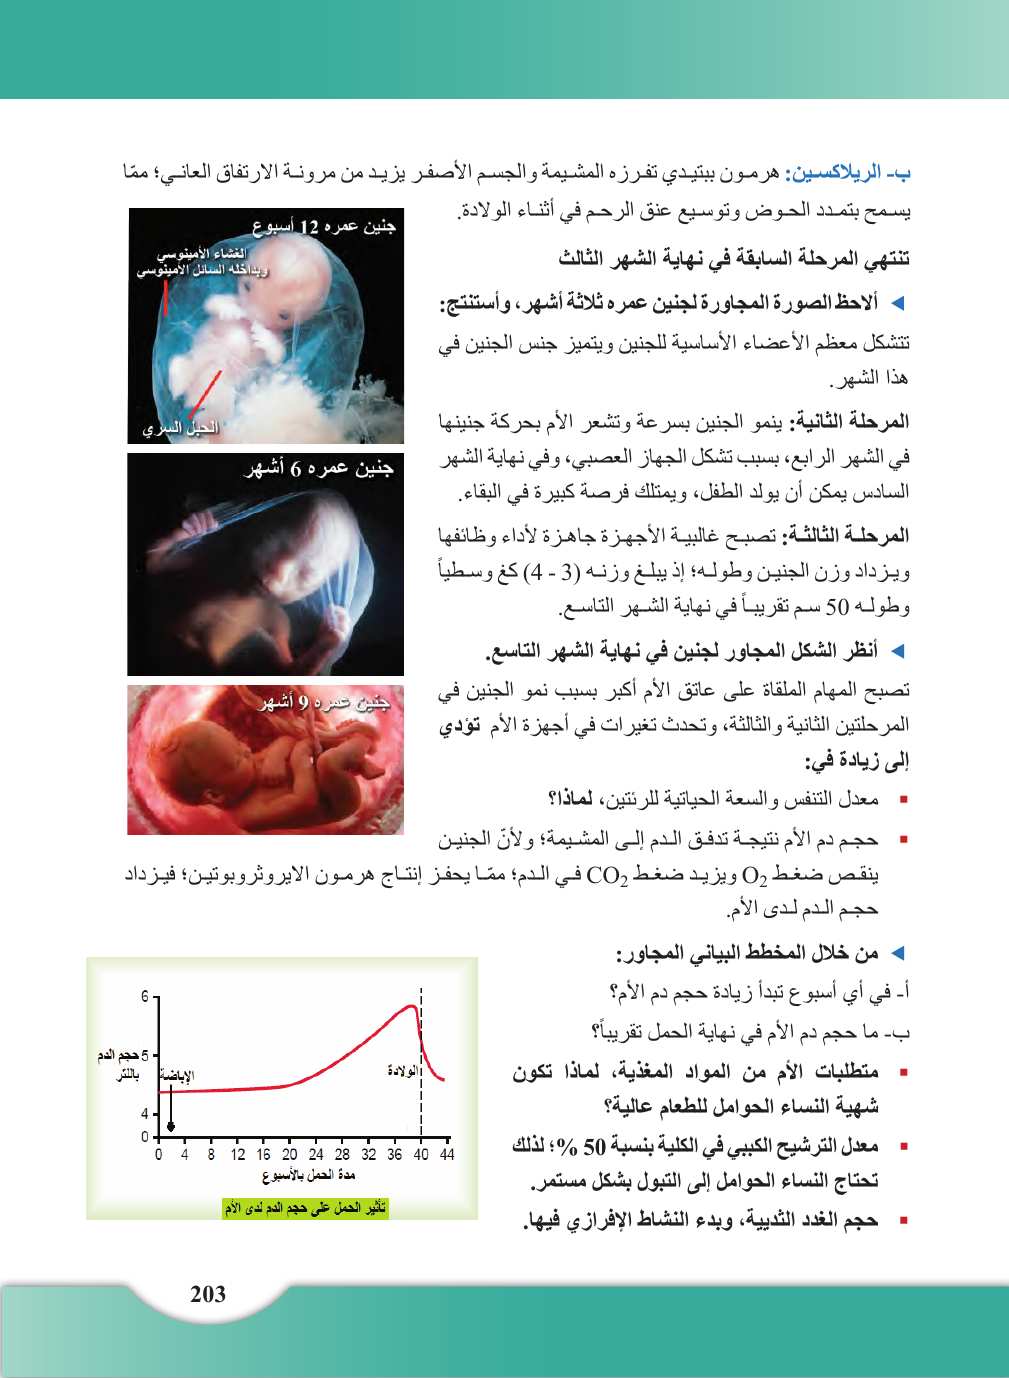 ب- الريلاكسين: هرمون ببتيدي تفرزه المشيمة والجسم الأصفر يزيد من مرونة الارتفاق العاني؛ ممّا
يسمح بتمدد الحوض وتوسيع عنق الرحم في أثناء الولادة.
تنتهي المرحلة السابقة في نهاية الشهر الثالث
ألاحظ الصورة المجاورة لجنين عمره ثلاثة أشهر، وأستنتج:
تتشكل معظم الأعضاء الأساسية للجنين ويتميز جنس الجنين في
هذا الشهر.
جنين عمره 12 أسبوع
الغشاء الأمينوسي
وبداخله السائل الأمينوسي
الحبل السري
المرحلة الثانية: ينمو الجنين بسرعة وتشعر الأم بحركة جنينها
في الشهر الرابع، بسبب تشكل الجهاز العصبي، وفي نهاية الشهر
السادس يمكن أن يولد الطفل، ويمتلك فرصة كبيرة في البقاء.
جنين عمره 6 أشهر
المرحلة الثالثة: تصبح غالبية الأجهزة جاهزة لأداء وظائفها
ويزداد وزن الجنين وطوله؛ إذ يبلغ وزنه (3 - 4) كغ وسطياً
وطوله 50 سم تقريباً في نهاية الشهر التاسع.
أنظر الشكل المجاور لجنين في نهاية الشهر التاسع.
جنين عمره 9 أشهر
تصبح المهام الملقاة على عاتق الأم أكبر بسبب نمو الجنين في
المرحلتين الثانية والثالثة، وتحدث تغيرات في أجهزة الأم تؤدي
إلى زيادة في:
معدل التنفس والسعة الحياتية للرئتين، لماذا؟
حجم دم الأم نتيجة تدفق الدم إلى المشيمة؛ ولأنّ الجنين
ينقص ضغط O2 ويزيد ضغط CO2 في الدم؛ ممّا يحفز إنتاج هرمون الايروثروبوتين؛ فيزداد
حجم الدم لدى الأم.
من خلال المخطط البياني المجاور:
أ- في أي أسبوع تبدأ زيادة حجم دم الأم؟
ب- ما حجم دم الأم في نهاية الحمل تقريباً؟
متطلبات الأم من المواد المغذية، لماذا تكون
شهية النساء الحوامل للطعام عالية؟
معدل الترشيح الكببي في الكلية بنسبة 50 %؛ لذلك
تحتاج النساء الحوامل إلى التبول بشكل مستمر.
حجم الغدد الثديية، وبدء النشاط الإفرازي فيها.
6
5
4
0
حجم الدم
باللتر
الإباضة
الولادة
0 4 8 12 16 20 24 28 32 36 40 44
مدة الحمل بالأسبوع
تأثير الحمل على حجم الدم لدى الأم
203